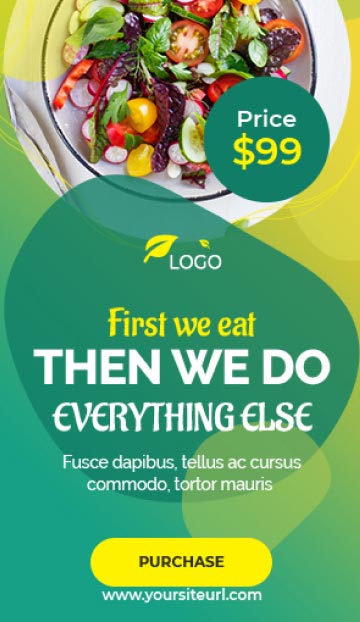 Price
$99
LOGO
First we eat
THEN WE DO
EVERYTHING ELSE
Fusce dapibus, tellus ac cursus
commodo, tortor mauris
PURCHASE
www.yoursiteurl.com